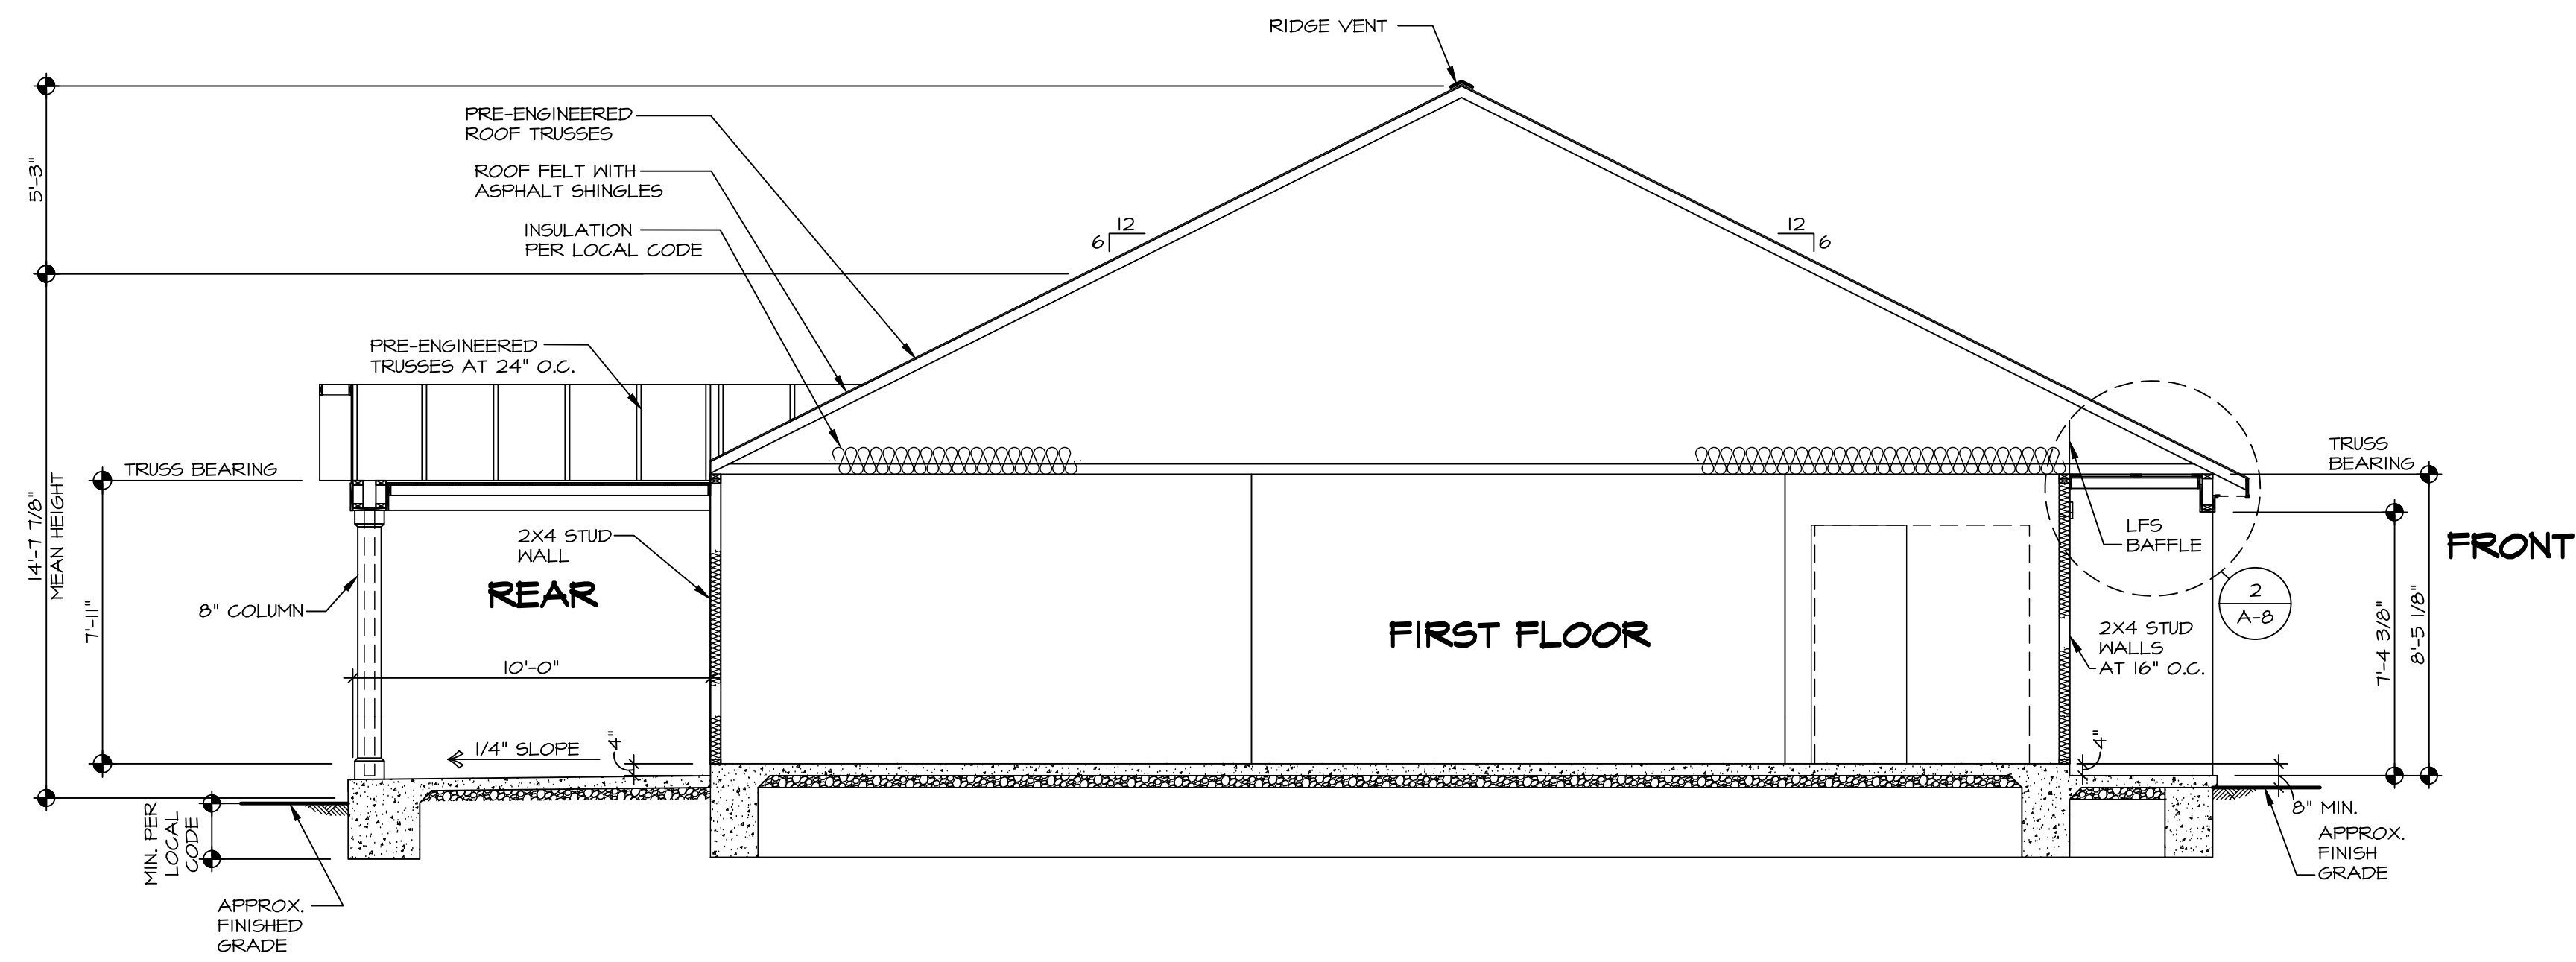 RIDGE VENT
PRE-ENGINEERED
ROOF TRUSSES
ROOF FELT WITH
ASPHALT SHINGLES
INSULATION
PER LOCAL CODE
12
6
12
6
5'-3"
PRE-ENGINEERED
TRUSSES AT 24" O.C.
TRUSS BEARING
TRUSS
BEARING
14'-7 7/8"
MEAN HEIGHT
7'-11"
8" COLUMN
2X4 STUD
WALL
REAR
10'-0"
1/4" SLOPE
4"
FIRST FLOOR
LFS
BAFFLE
2
A-8
2X4 STUD
WALLS
AT 16" O.C.
4"
7'-4 3/8"
8'-5 1/8"
FRONT
8" MIN.
APPROX.
FINISH
GRADE
MIN. PER
LOCAL
CODE
APPROX.
FINISHED
GRADE